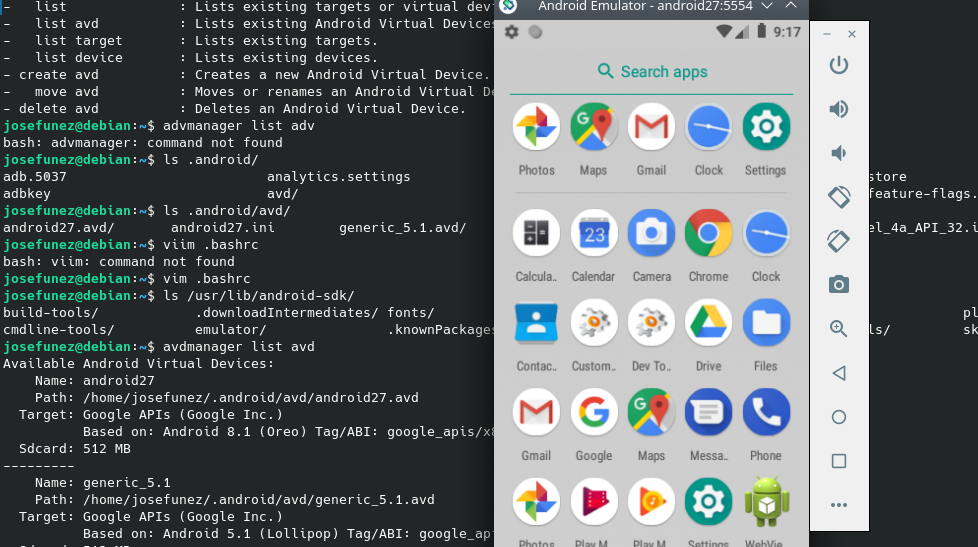 -   list              : Lists existing targets or virtual dev
-   list avd          : Lists existing Android Virtual Devices
-   list target       : Lists existing targets.
-   list device       : Lists existing devices.
- create avd          : Creates a new Android Virtual Device.
-   move avd          : Moves or renames an Android Virtual De
- delete avd          : Deletes an Android Virtual Device.
josefunez@debian:~$ advmanager list adv
bash: advmanager: command not found
josefunez@debian:~$ ls .android/
adb.5037 analytics.settings store
adbkey avd/ feature-flags.
josefunez@debian:~$ ls .android/avd/
android27.avd/ android27.ini generic_5.1.avd/ el_4a_API_32.i
josefunez@debian:~$ viim .bashrc
bash: viim: command not found
josefunez@debian:~$ vim .bashrc
josefunez@debian:~$ ls /usr/lib/android-sdk/
build-tools/ .downloadIntermediates/ fonts/ pl
cmdline-tools/ emulator/ .knownPackages ls/ sk
josefunez@debian:~$ avdmanager list avd
Available Android Virtual Devices:
Name: android27
Path: /home/josefunez/.android/avd/android27.avd
Target: Google APIs (Google Inc.)
Based on: Android 8.1 (Oreo) Tag/ABI: google_apis/x8
Sdcard: 512 MB
---------
Name: generic_5.1
Path: /home/josefunez/.android/avd/generic_5.1.avd
Target: Google APIs (Google Inc.)
Based on: Android 5.1 (Lollipop) Tag/ABI: google_ap
Android Emulator - android27:5554
9:17
Search apps
Photos Maps Gmail Clock Settings
23
Calcula.. Calendar Camera Chrome Clock
Contac.. Custom.. Dev To.. Drive Files
Gmail Google Maps Messa.. Phone
Photos Play M.. Play M.. Settings WebVie..